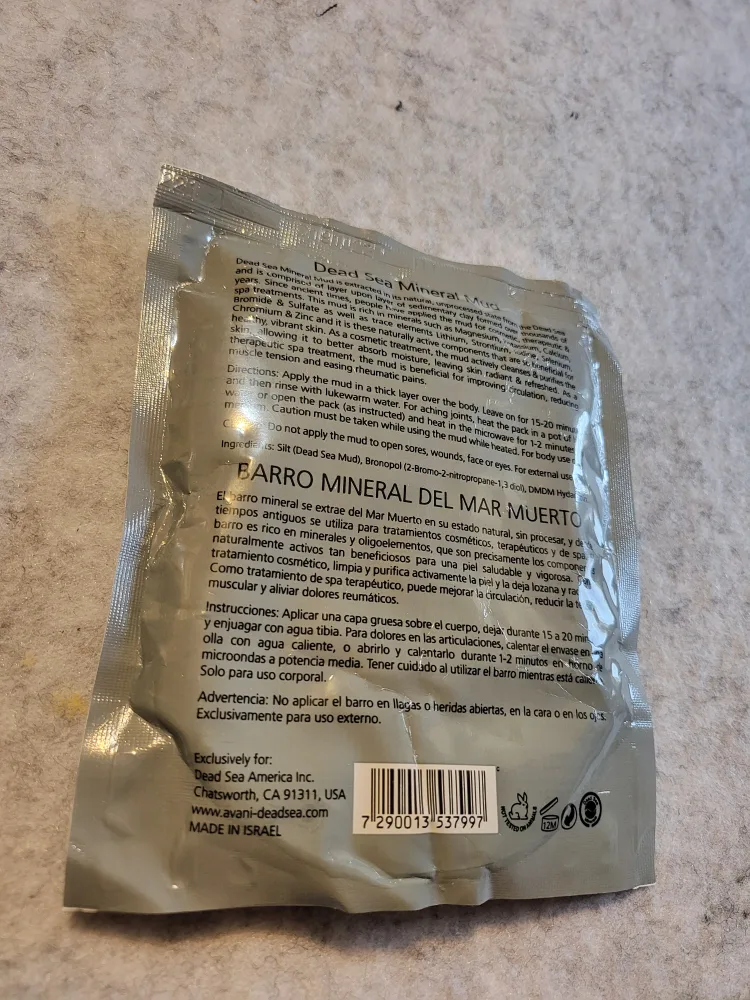 Dead Sea Mineral Mud
Dead Sea Mineral Mud is extracted in its natural, unprocessed state from the Dead Sea
and is comprised of layer upon layer of sedimentary clay formed over thousands of
years. Since ancient times, people have applied the mud for cosmetic, therapeutic &
spa treatments. This mud is rich in minerals such as Magnesium, Potassium, Calcium,
Bromide & Sulfate as well as trace elements Lithium, Strontium, Iodine, Selenium,
Chromium & Zinc and it is these naturally active components that are so beneficial for
healthy, vibrant skin. As a cosmetic treatment, the mud actively cleanses & purifies the
skin, allowing it to better absorb moisture, leaving skin radiant & refreshed. As a
therapeutic spa treatment, the mud is beneficial for improving circulation, reducing
muscle tension and easing rheumatic pains.
Directions: Apply the mud in a thick layer over the body. Leave on for 15-20 minu
and then rinse with lukewarm water. For aching joints, heat the pack in a pot of
water or open the pack (as instructed) and heat in the microwave for 1-2 minutes
medium. Caution must be taken while using the mud while heated. For body use
Do not apply the mud to open sores, wounds, face or eyes. For external use
Ingredients: Silt (Dead Sea Mud), Bronopol (2-Bromo-2-nitropropane-1,3 diol), DMDM Hyda
BARRO MINERAL DEL MAR MUERTO
El barro mineral se extrae del Mar Muerto en su estado natural, sin procesar, y de
tiempos antiguos se utiliza para tratamientos cosméticos, terapéuticos y de spa
barro es rico en minerales y oligoelementos, que son precisamente los componen
naturalmente activos tan beneficiosos para una piel saludable y vigorosa.
tratamiento cosmético, limpia y purifica activamente la piel y la deja lozana y rad
Como tratamiento de spa terapéutico, puede mejorar la circulación, reducir la te
muscular y aliviar dolores reumáticos.
Instrucciones: Aplicar una capa gruesa sobre el cuerpo, dejar durante 15 a 20 min
y enjuagar con agua tibia. Para dolores en las articulaciones, calentar el envase en una
olla con agua caliente, o abrirlo y calentarlo durante 1-2 minutos en horno de
microondas a potencia media. Tener cuidado al utilizar el barro mientras está calien
Solo para uso corporal.
Advertencia: No aplicar el barro en llagas o heridas abiertas, en la cara o en los ojos.
Exclusivamente para uso externo.
Exclusively for:
Dead Sea America Inc.
Chatsworth, CA 91311, USA
www.avani-deadsea.com
MADE IN ISRAEL
7 290013 537997
NOT TESTED ON ANIMALS
12M